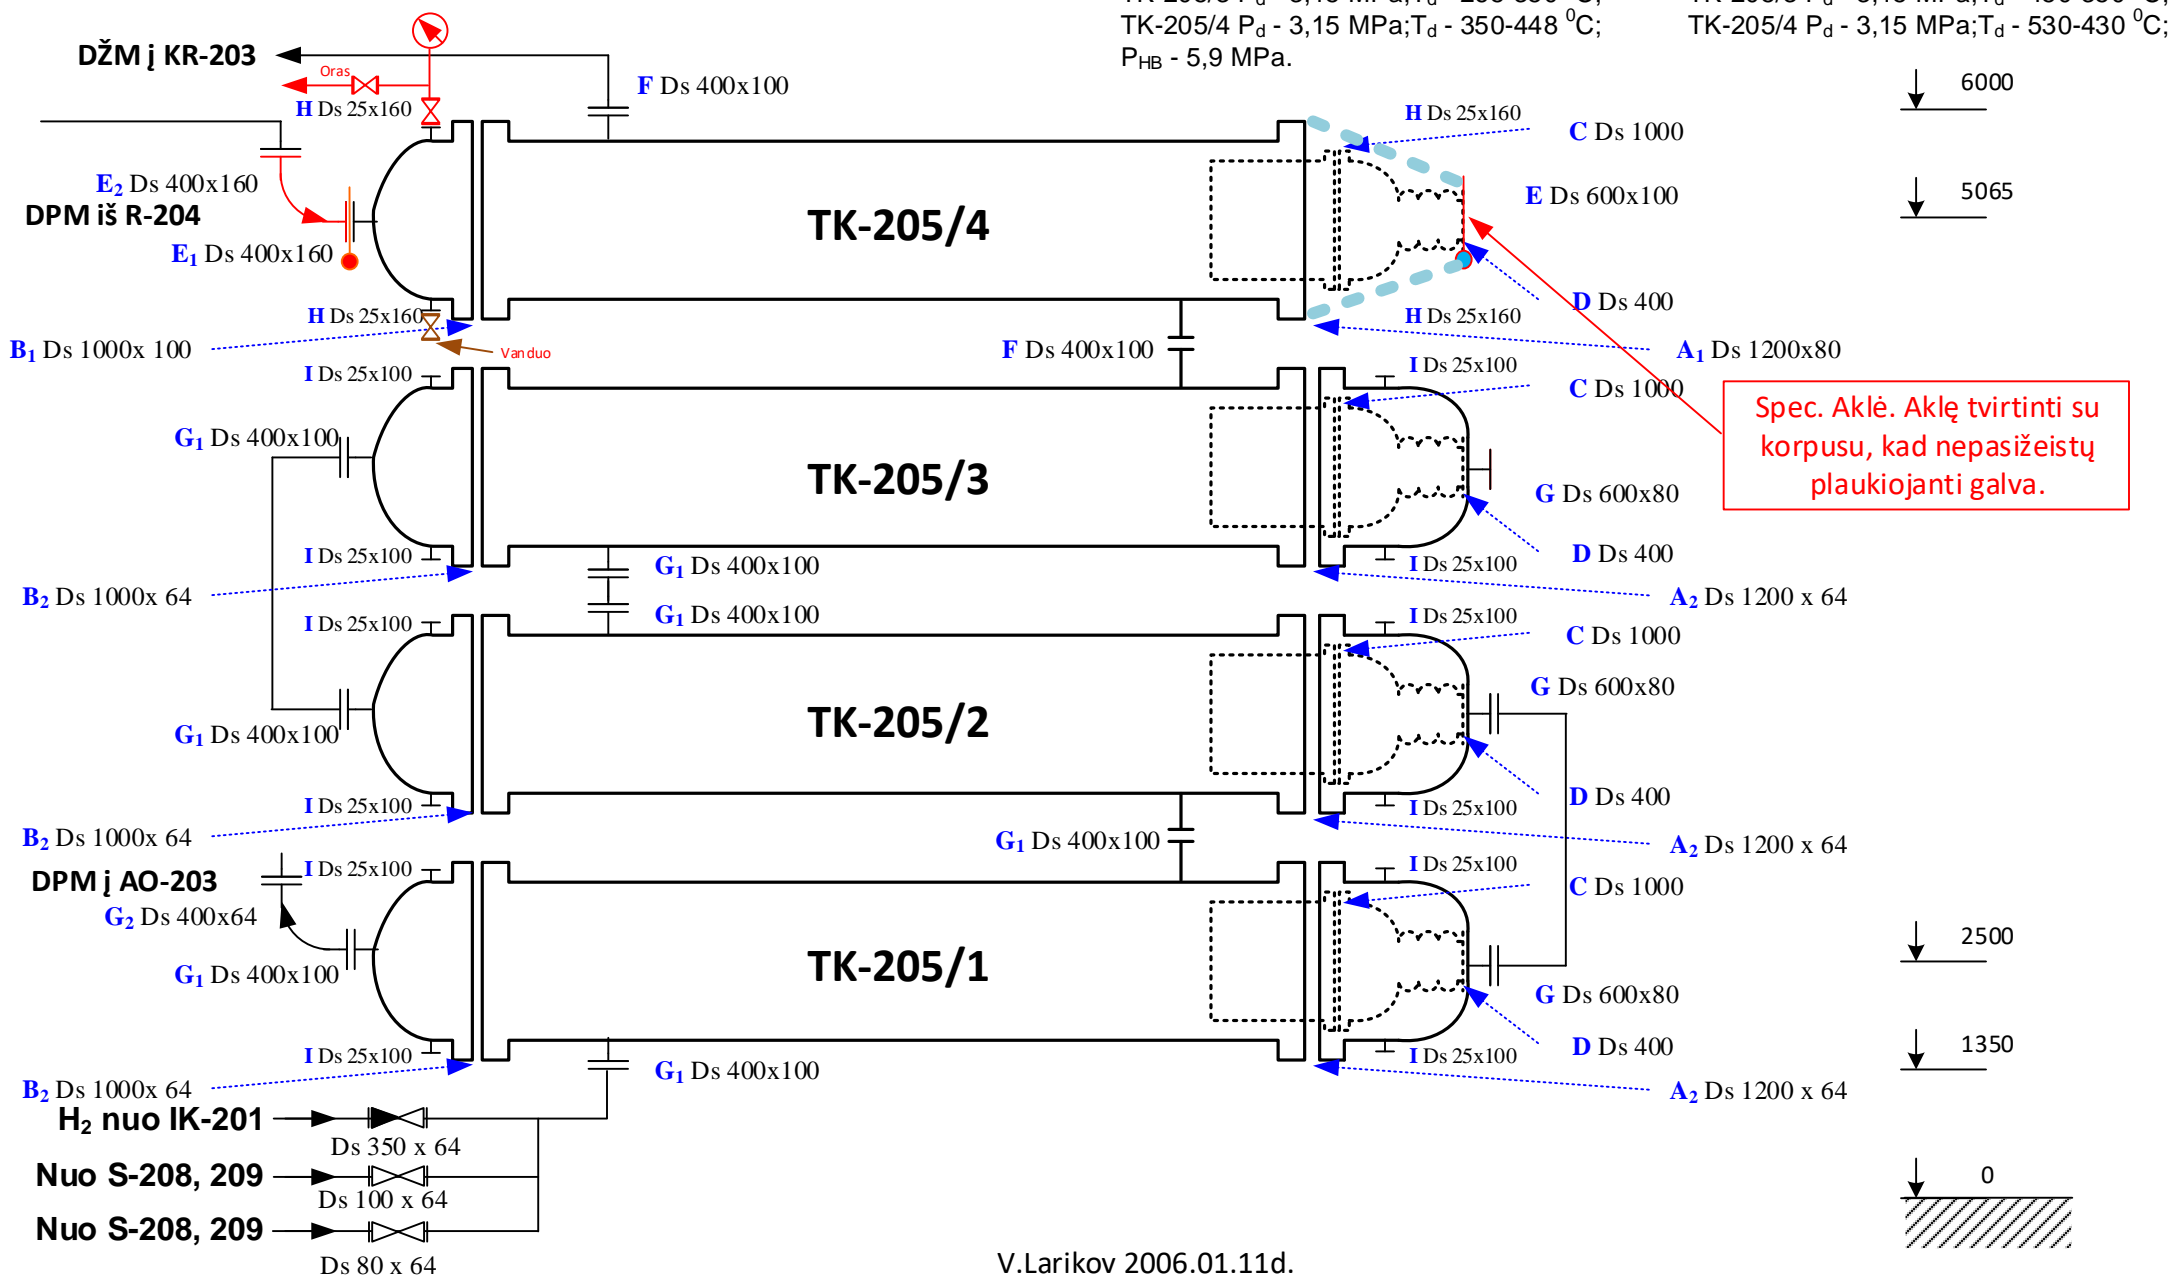 TK-205/4 P_d - 3,15 MPa;T_d - 350-448 ⁰C;
P_HB - 5,9 MPa.
TK-205/4 P_d - 3,15 MPa;T_d - 530-430 ⁰C;
DŽM į KR-203
Oras
H Ds 25x160
F Ds 400x100
H Ds 25x160
C Ds 1000
6000
E₂ Ds 400x160
DPM iš R-204
E₁ Ds 400x160
TK-205/4
E Ds 600x100
5065
D Ds 400
H Ds 25x160
B₁ Ds 1000x 100
Vanduo
F Ds 400x100
H Ds 25x160
A₁ Ds 1200x80
I Ds 25x100
I Ds 25x100
C Ds 1000
Spec. Aklė. Aklę tvirtinti su
korpusu, kad nepasižeistų
plaukiojanti galva.
G₁ Ds 400x100
TK-205/3
G Ds 600x80
D Ds 400
I Ds 25x100
G₁ Ds 400x100
I Ds 25x100
B₂ Ds 1000x 64
G₁ Ds 400x100
A₂ Ds 1200 x 64
I Ds 25x100
I Ds 25x100
C Ds 1000
G Ds 600x80
G₁ Ds 400x100
TK-205/2
D Ds 400
I Ds 25x100
I Ds 25x100
B₂ Ds 1000x 64
G₁ Ds 400x100
A₂ Ds 1200 x 64
DPM į AO-203
I Ds 25x100
I Ds 25x100
C Ds 1000
G₂ Ds 400x64
G₁ Ds 400x100
TK-205/1
2500
G Ds 600x80
D Ds 400
1350
I Ds 25x100
I Ds 25x100
B₂ Ds 1000x 64
G₁ Ds 400x100
A₂ Ds 1200 x 64
H₂ nuo IK-201
Ds 350 x 64
Nuo S-208, 209
Ds 100 x 64
0
Nuo S-208, 209
Ds 80 x 64
V.Larikov 2006.01.11d.